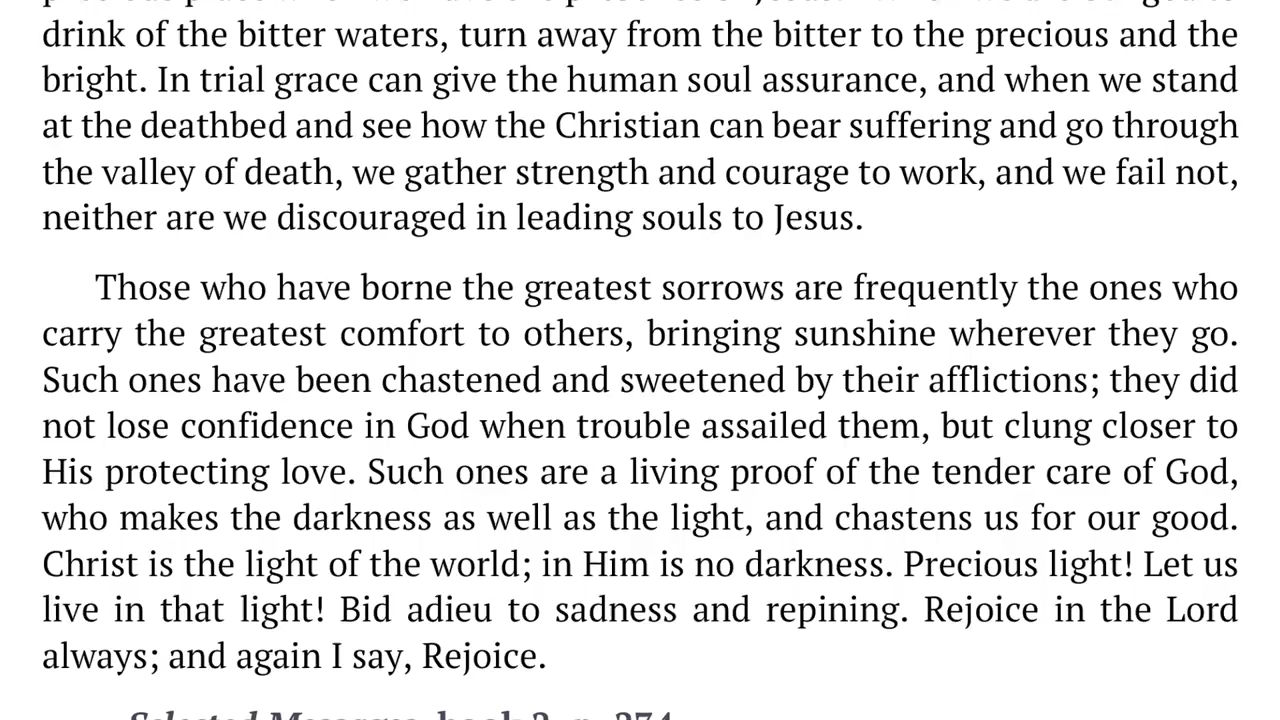 drink of the bitter waters, turn away from the bitter to the precious and the
bright. In trial grace can give the human soul assurance, and when we stand
at the deathbed and see how the Christian can bear suffering and go through
the valley of death, we gather strength and courage to work, and we fail not,
neither are we discouraged in leading souls to Jesus.
Those who have borne the greatest sorrows are frequently the ones who
carry the greatest comfort to others, bringing sunshine wherever they go.
Such ones have been chastened and sweetened by their afflictions; they did
not lose confidence in God when trouble assailed them, but clung closer to
His protecting love. Such ones are a living proof of the tender care of God,
who makes the darkness as well as the light, and chastens us for our good.
Christ is the light of the world; in Him is no darkness. Precious light! Let us
live in that light! Bid adieu to sadness and repining. Rejoice in the Lord
always; and again I say, Rejoice.
Selected Messages, book